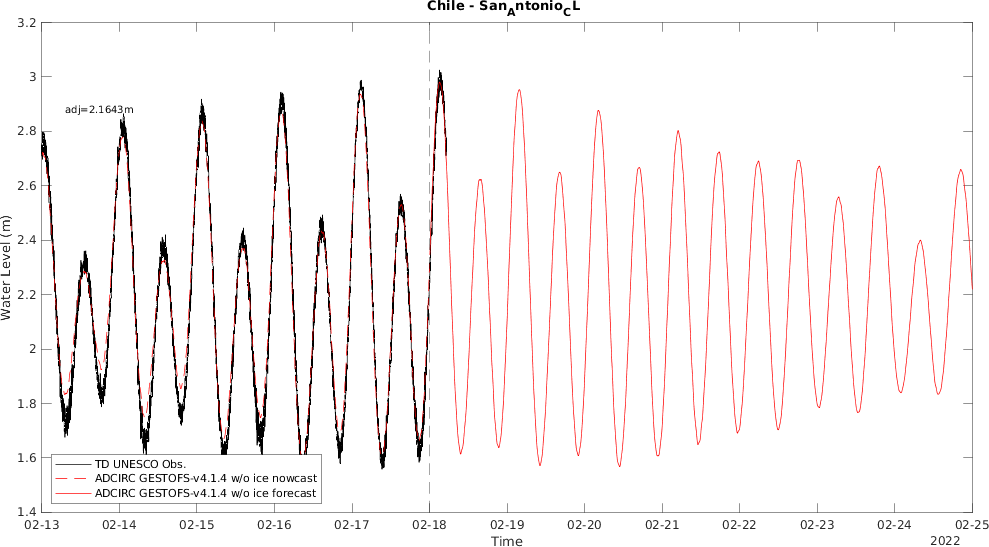 Chile - SanAntonioCL
3.2
3
2.8
2.6
2.4
2.2
2
1.8
1.6
1.4
Water Level (m)
adj=2.1643m
TD UNESCO Obs.
ADCIRC GESTOFS-v4.1.4 w/o ice nowcast
ADCIRC GESTOFS-v4.1.4 w/o ice forecast
02-13 02-14 02-15 02-16 02-17 02-18 02-19 02-20 02-21 02-22 02-23 02-24 02-25
Time
2022